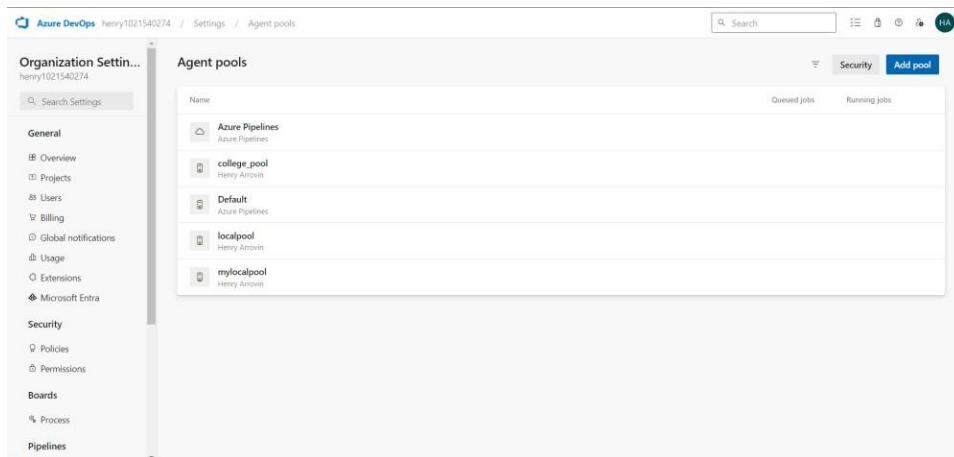 Azure DevOps henry1021540274 / Settings / Agent pools
Search
HA
Organization Settin...
henry1021540274
Search Settings
General
Overview
Projects
Users
Billing
Global notifications
Usage
Extensions
Microsoft Entra
Security
Policies
Permissions
Boards
Process
Pipelines
Agent pools
Security
Add pool
Name Queued jobs Running jobs
Azure Pipelines
Azure Pipelines
college_pool
Henry Arrovin
Default
Azure Pipelines
localpool
Henry Arrovin
mylocalpool
Henry Arrovin